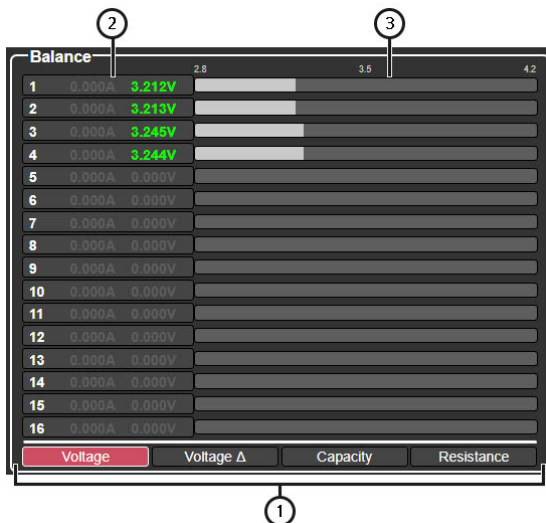 2 3
Balance
2.8 3.5 4.2
1 0.000A 3.212V
2 0.000A 3.213V
3 0.000A 3.245V
4 0.000A 3.244V
5 0.000A 0.000V
6 0.000A 0.000V
7 0.000A 0.000V
8 0.000A 0.000V
9 0.000A 0.000V
10 0.000A 0.000V
11 0.000A 0.000V
12 0.000A 0.000V
13 0.000A 0.000V
14 0.000A 0.000V
15 0.000A 0.000V
16 0.000A 0.000V
Voltage Voltage Δ Capacity Resistance
1